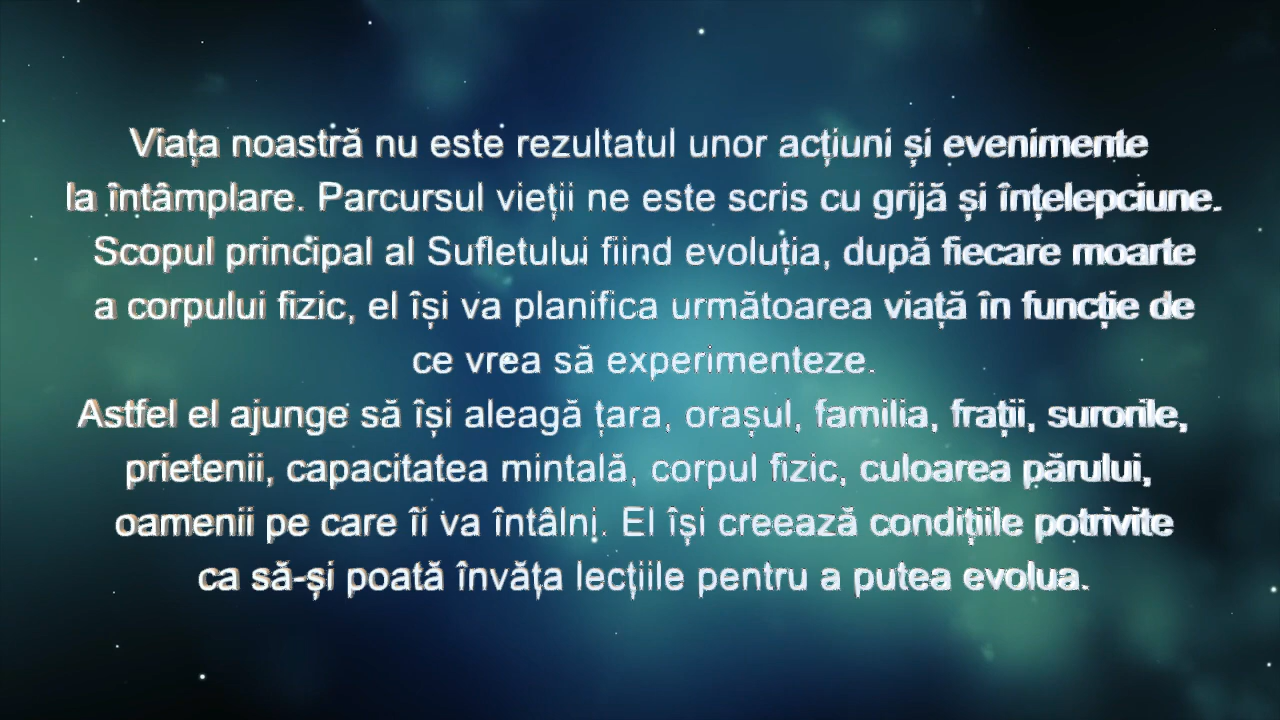 Viața noastră nu este rezultatul unor acțiuni și evenimente
la întâmplare. Parcursul vieții ne este scris cu grijă și înțelepciune.
Scopul principal al Sufletului fiind evoluția, după fiecare moarte
a corpului fizic, el își va planifica următoarea viață în funcție de
ce vrea să experimenteze.
Astfel el ajunge să își aleagă țara, orașul, familia, frații, surorile,
prietenii, capacitatea mintală, corpul fizic, culoarea părului,
oamenii pe care îi va întâlni. El își creează condițiile potrivite
ca să-și poată învăța lecțiile pentru a putea evolua.